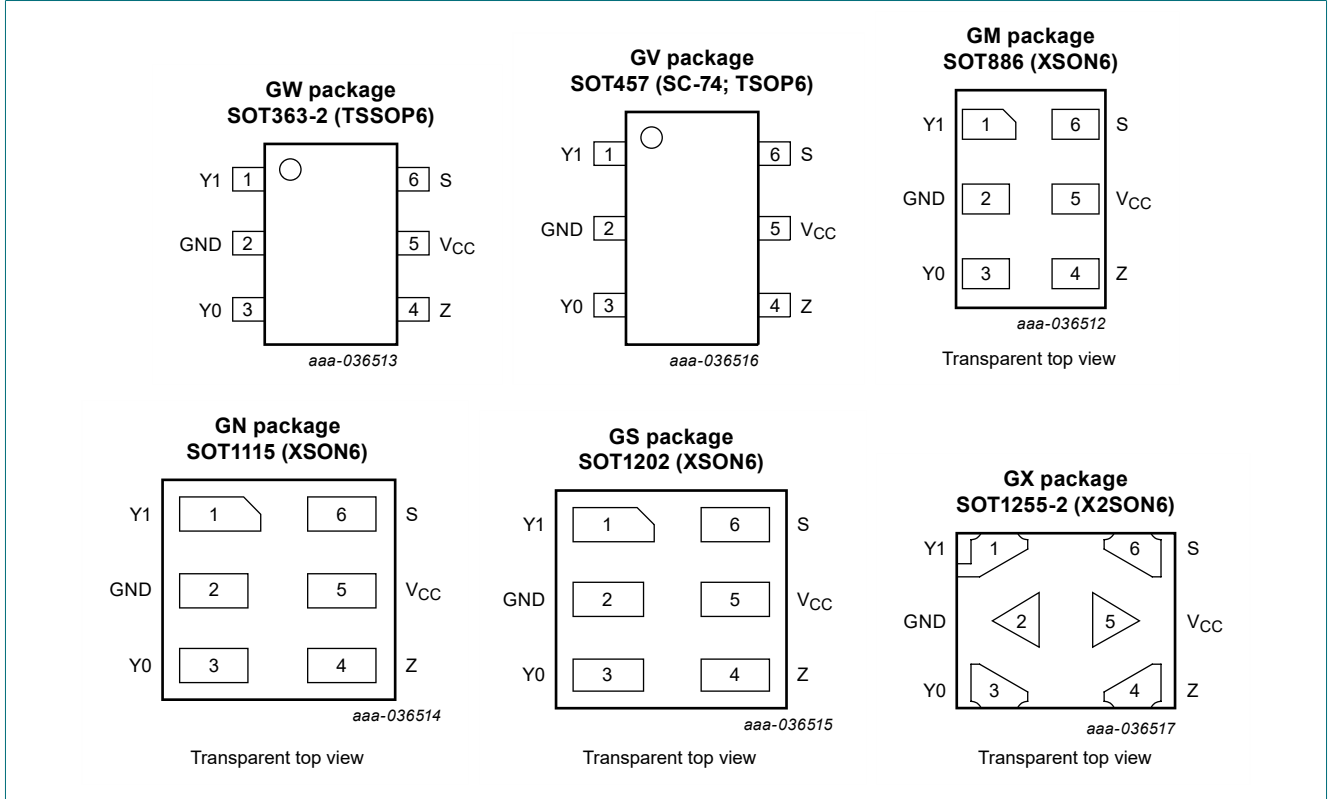 GW package
SOT363-2 (TSSOP6)
Y1 1 6 S
GND 2 5 VCC
Y0 3 4 Z
aaa-036513
GV package
SOT457 (SC-74; TSOP6)
Y1 1 6 S
GND 2 5 VCC
Y0 3 4 Z
aaa-036516
GM package
SOT886 (XSON6)
Y1 1 6 S
GND 2 5 VCC
Y0 3 4 Z
aaa-036512
Transparent top view
GN package
SOT1115 (XSON6)
Y1 1 6 S
GND 2 5 VCC
Y0 3 4 Z
aaa-036514
Transparent top view
GS package
SOT1202 (XSON6)
Y1 1 6 S
GND 2 5 VCC
Y0 3 4 Z
aaa-036515
Transparent top view
GX package
SOT1255-2 (X2SON6)
Y1 1 6 S
GND 2 5 VCC
Y0 3 4 Z
aaa-036517
Transparent top view